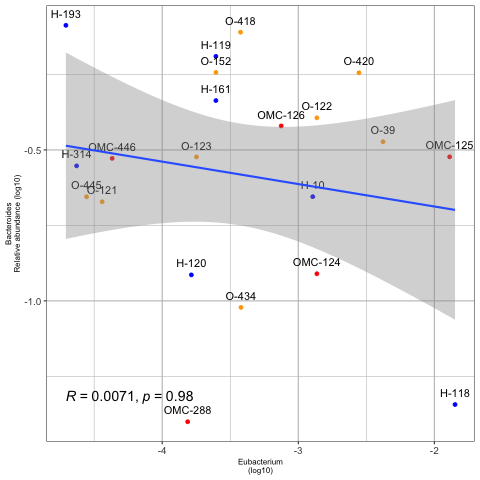 H-193
O-418
H-119
O-152
O-420
H-161
O-122
OMC-126
O-39
OMC-446
O-123
OMC-125
H-314
O-445
O-121
H-10
H-120
OMC-124
O-434
H-118
R = 0.0071, p = 0.98
OMC-288
-0.5
-1.0
-4
-3
-2
Bacteroides
Relative abundance (log10)
Eubacterium
(log10)